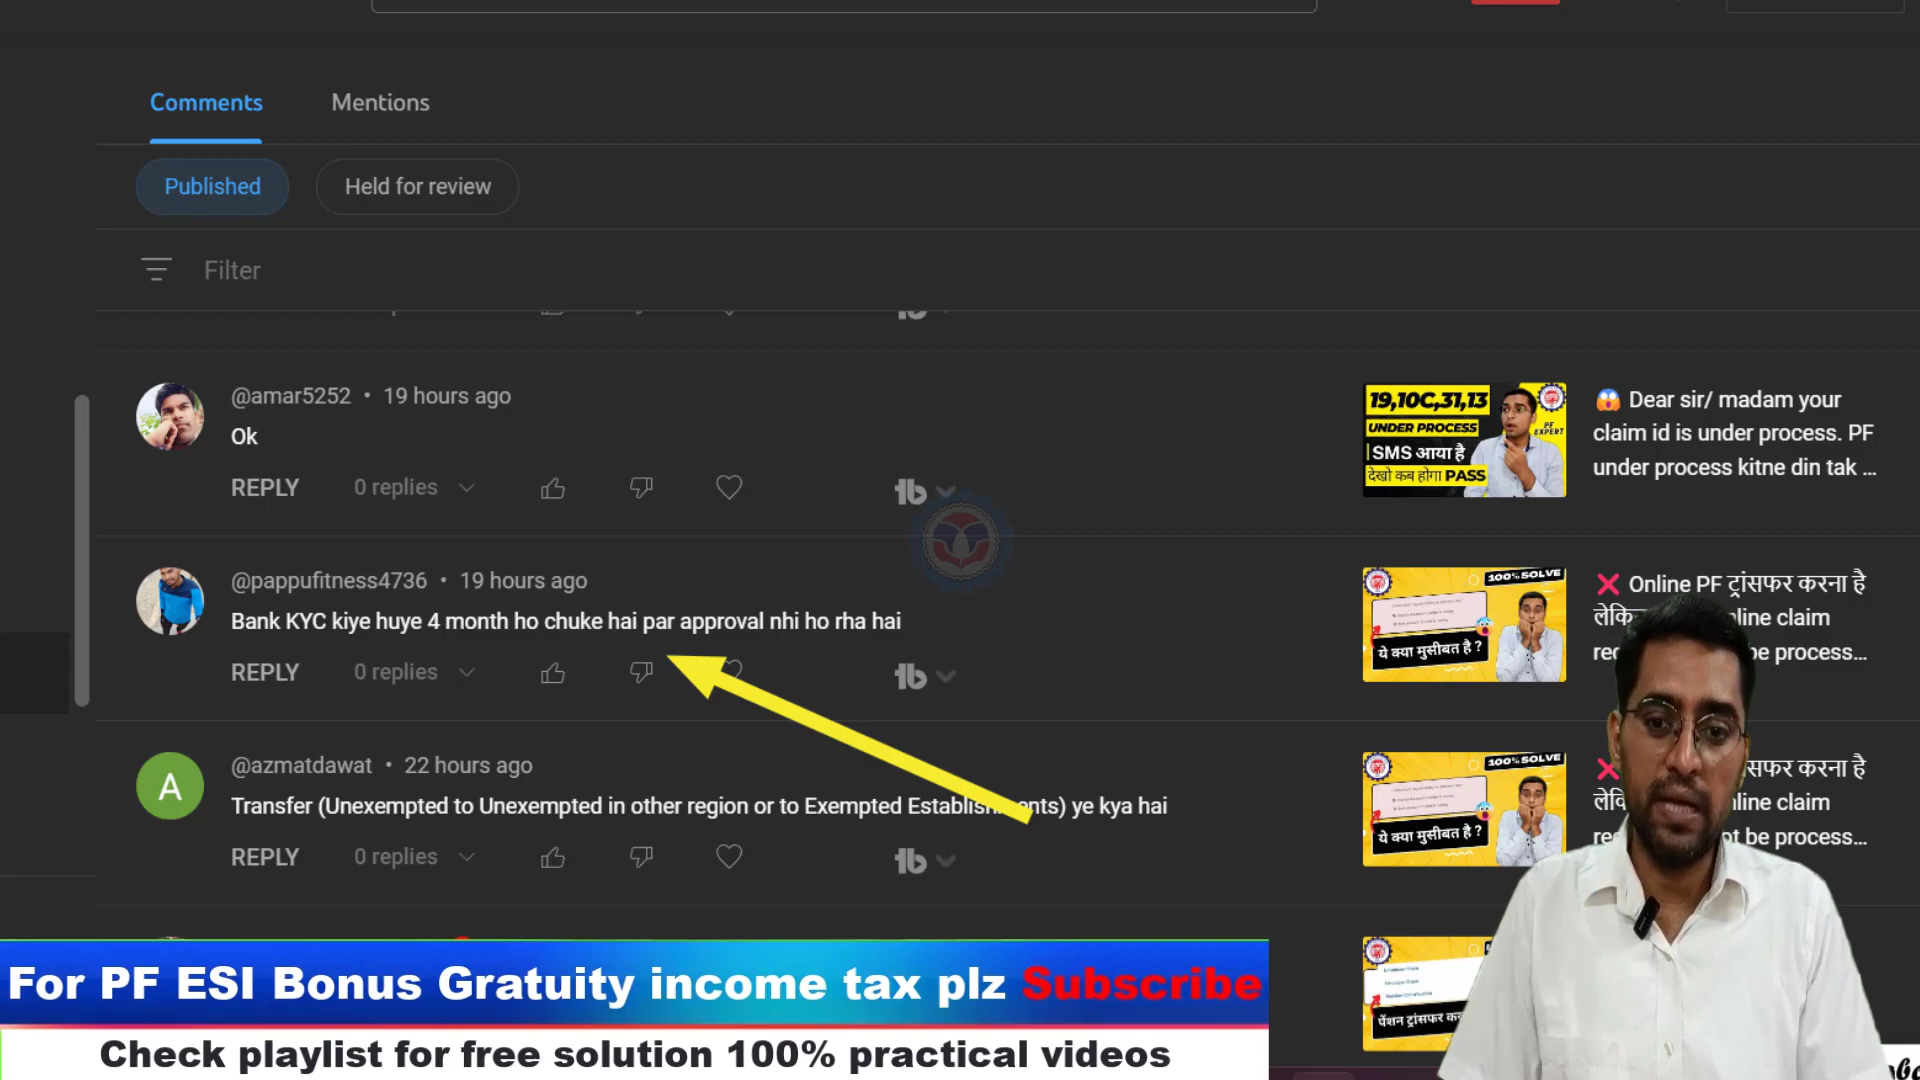 Comments
Mentions
Published
Held for review
Filter
@amar5252 • 19 hours ago
Ok
REPLY 0 replies
19,10C,31,13
UNDER PROCESS
SMS आया है
देखो कब होगा PASS
PF
EXPERT
😱 Dear sir/ madam your
claim id is under process. PF
under process kitne din tak ...
@pappufitness4736 • 19 hours ago
Bank KYC kiye huye 4 month ho chuke hai par approval nhi ho rha hai
REPLY 0 replies
100% SOLVE
ये क्या मुसीबत है ?
❌ Online PF ट्रांसफर करना है
claim
be process...
A
@azmatdawat • 22 hours ago
Transfer (Unexempted to Unexempted in other region or to Exempted Establishments) ye kya hai
REPLY 0 replies
100% SOLVE
ये क्या मुसीबत है ?
करना है
claim
be process...
पेंशन ट्रांसफर
For PF ESI Bonus Gratuity income tax plz Subscribe
Check playlist for free solution 100% practical videos